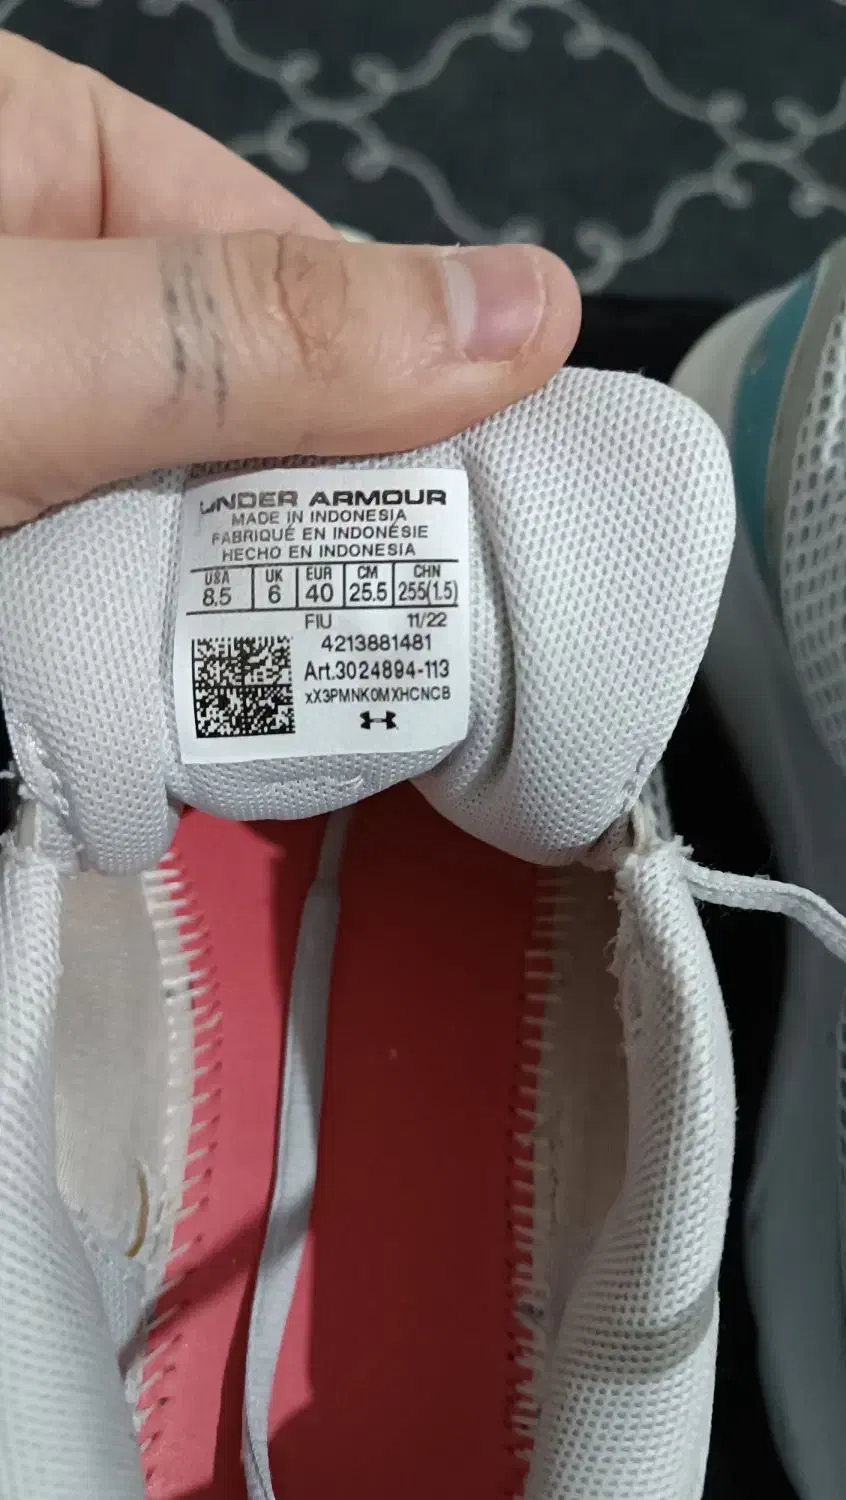 UNDER ARMOUR
MADE IN INDONESIA
FABRIQUÉ EN INDONÉSIE
HECHO EN INDONESIA
USA UK EUR CM CHN
8.5 6 40 25.5 255(1.5)
FIU 11/22
4213881481
Art.3024894-113
xX3PMNK0MXHCNCB